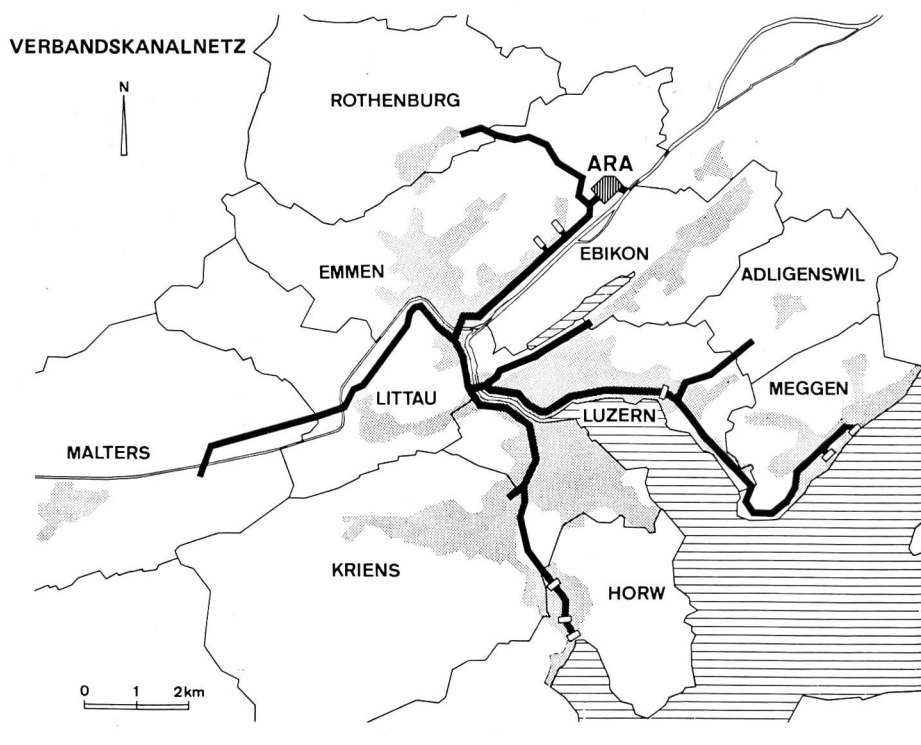 VERBANDSKANALNETZ
N
ROTHENBURG
ARA
EMMEN
EBIKON
ADLIGENSWIL
LITTAU
LUZERN
MEGGEN
MALTERS
KRIENS
HORW
0 1 2km